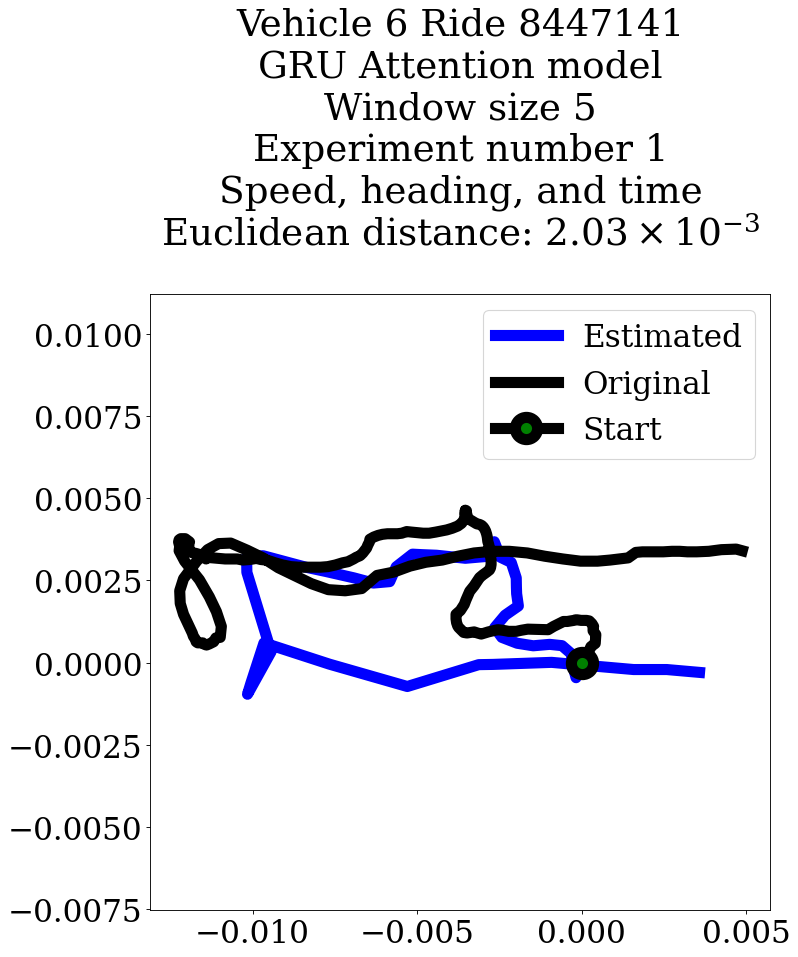 Vehicle 6 Ride 8447141
GRU Attention model
Window size 5
Experiment number 1
Speed, heading, and time
Euclidean distance: 2.03 × 10⁻³
Estimated
Original
Start
0.0100
0.0075
0.0050
0.0025
0.0000
−0.0025
−0.0050
−0.0075
−0.010
−0.005
0.000
0.005